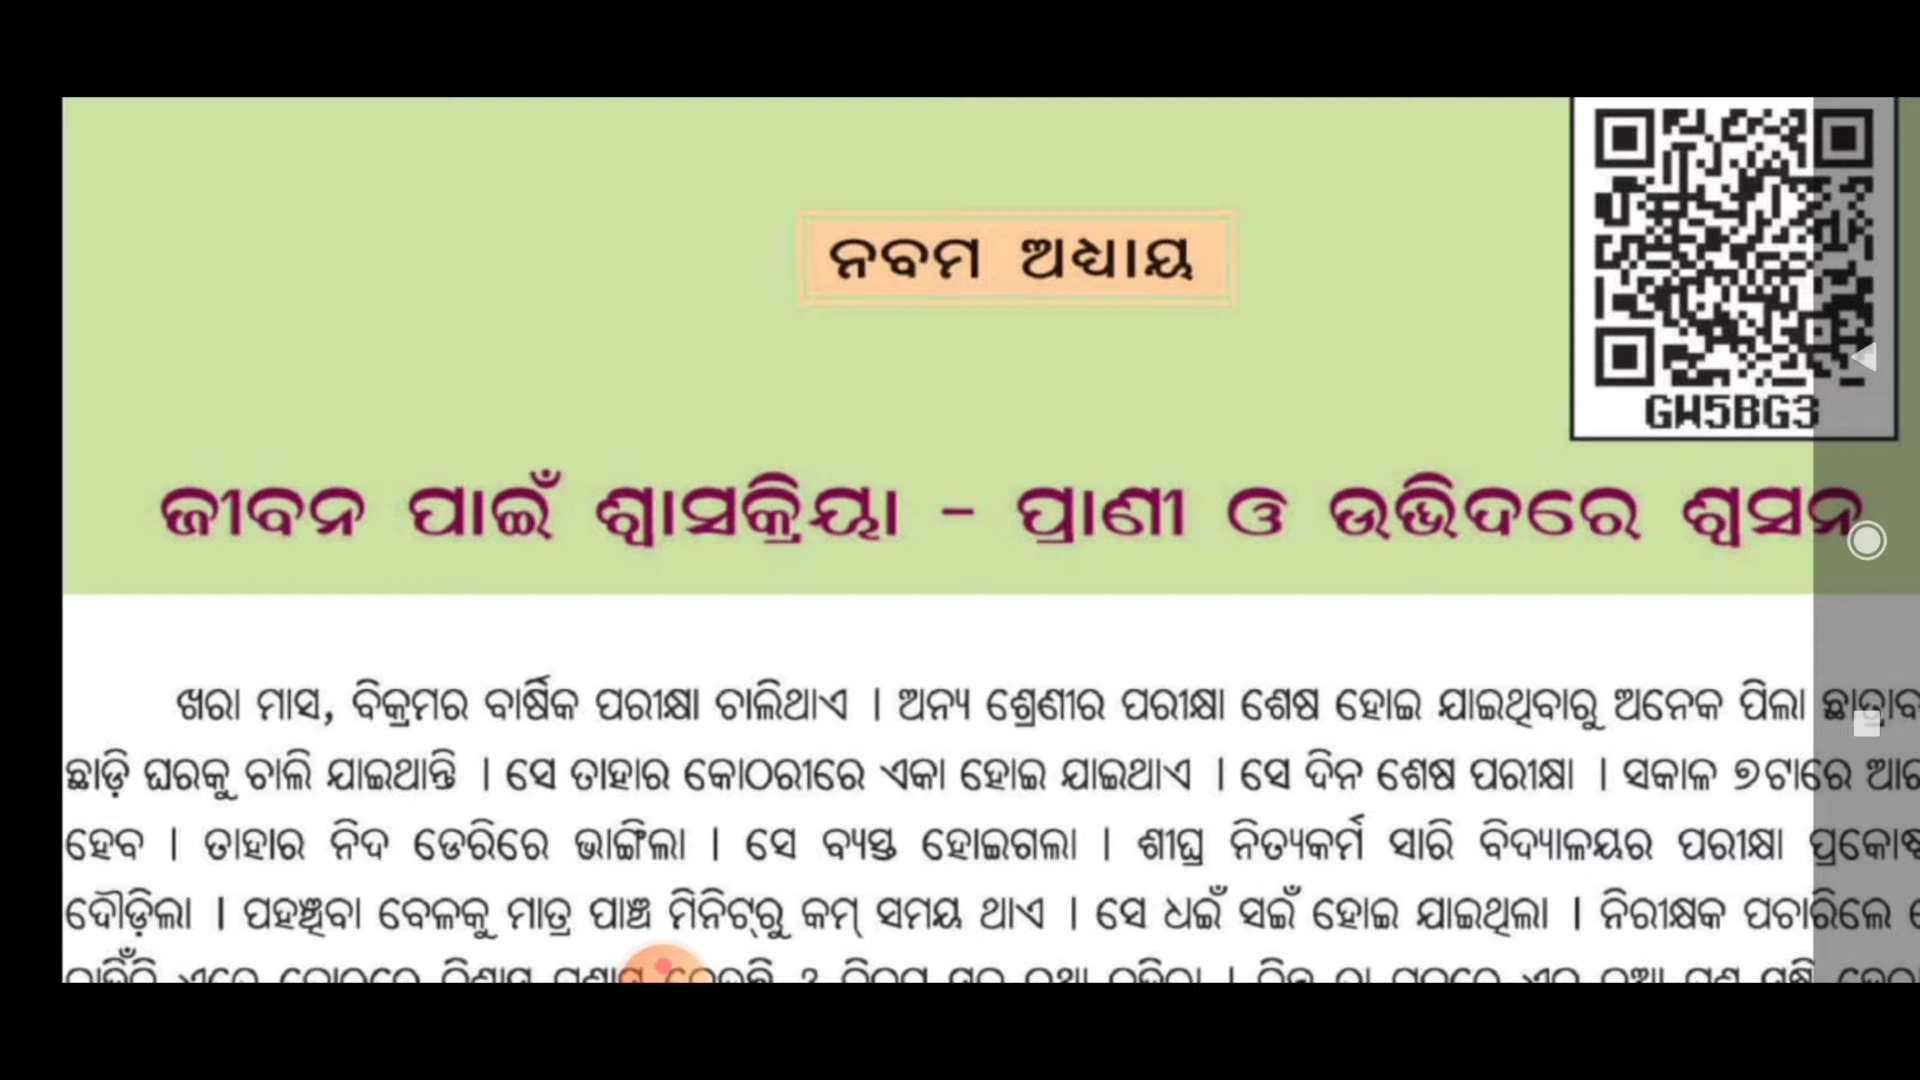 ନବମ ଅଧ୍ୟାୟ
GW5BG3
ଜୀବନ ପାଇଁ ଶ୍ୱାସକ୍ରିୟା – ପ୍ରାଣୀ ଓ ଉଦ୍ଭିଦରେ ଶ୍ୱସନ
ଖରା ମାସ, ବିକ୍ରମର ବାର୍ଷିକ ପରୀକ୍ଷା ଚାଲିଥାଏ । ଅନ୍ୟ ଶ୍ରେଣୀର ପରୀକ୍ଷା ଶେଷ ହୋଇ ଯାଇଥିବାରୁ ଅନେକ ପିଲା
ଛାଡ଼ି ଘରକୁ ଚାଲି ଯାଇଥାନ୍ତି । ସେ ତାହାର କୋଠରୀରେ ଏକା ହୋଇ ଯାଇଥାଏ । ସେ ଦିନ ଶେଷ ପରୀକ୍ଷା । ସକାଳ ୭ଟାରେ
ହେବ । ତାହାର ନିଦ ଡେରିରେ ଭାଙ୍ଗିଲା । ସେ ବ୍ୟସ୍ତ ହୋଇଗଲା । ଶୀଘ୍ର ନିତ୍ୟକର୍ମ ସାରି ବିଦ୍ୟାଳୟର ପରୀକ୍ଷା
ଦୌଡ଼ିଲା । ପହଞ୍ଚିବା ବେଳକୁ ମାତ୍ର ପାଞ୍ଚ ମିନିଟ୍‌ରୁ କମ୍ ସମୟ ଥାଏ । ସେ ଧଇଁ ସଇଁ ହୋଇ ଯାଇଥିଲା । ନିରୀକ୍ଷକ ପଚାରିଲେ